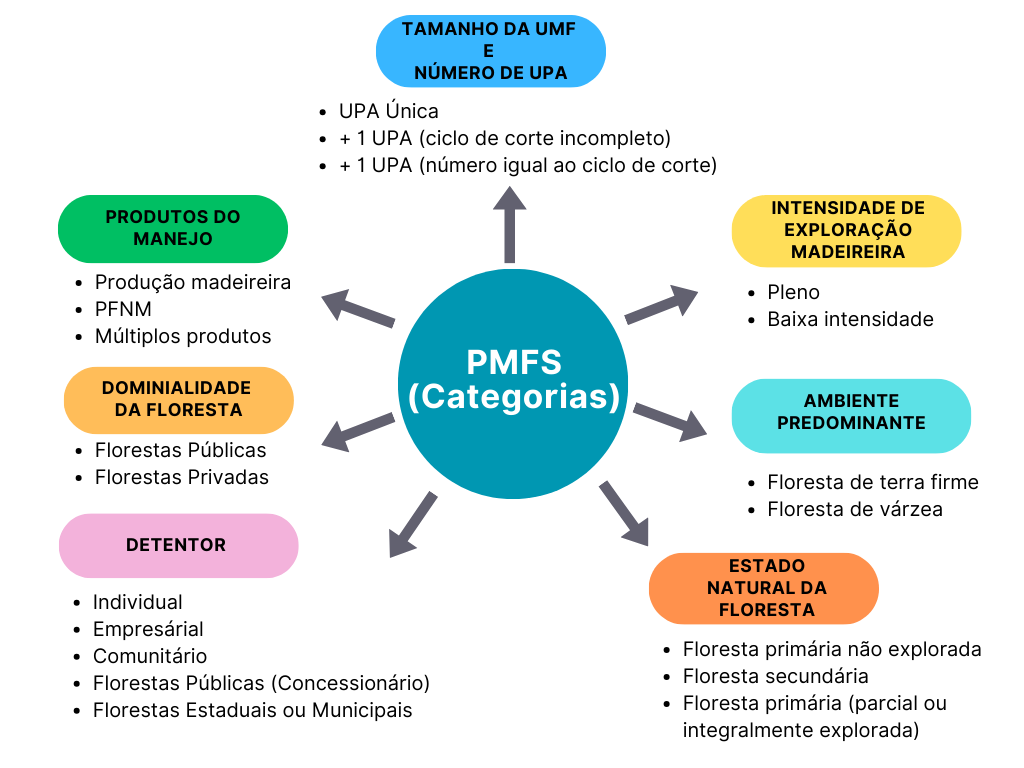 TAMANHO DA UMF
E
NÚMERO DE UPA
• UPA Única
• + 1 UPA (ciclo de corte incompleto)
• + 1 UPA (número igual ao ciclo de corte)
PRODUTOS DO
MANEJO
• Produção madeireira
• PFNM
• Múltiplos produtos
INTENSIDADE DE
EXPLORAÇÃO
MADEIREIRA
• Pleno
• Baixa intensidade
PMFS
(Categorias)
DOMINIALIDADE
DA FLORESTA
• Florestas Públicas
• Florestas Privadas
AMBIENTE
PREDOMINANTE
• Floresta de terra firme
• Floresta de várzea
DETENTOR
• Individual
• Empresárial
• Comunitário
• Florestas Públicas (Concessionário)
• Florestas Estaduais ou Municipais
ESTADO
NATURAL DA
FLORESTA
• Floresta primária não explorada
• Floresta secundária
• Floresta primária (parcial ou
integralmente explorada)